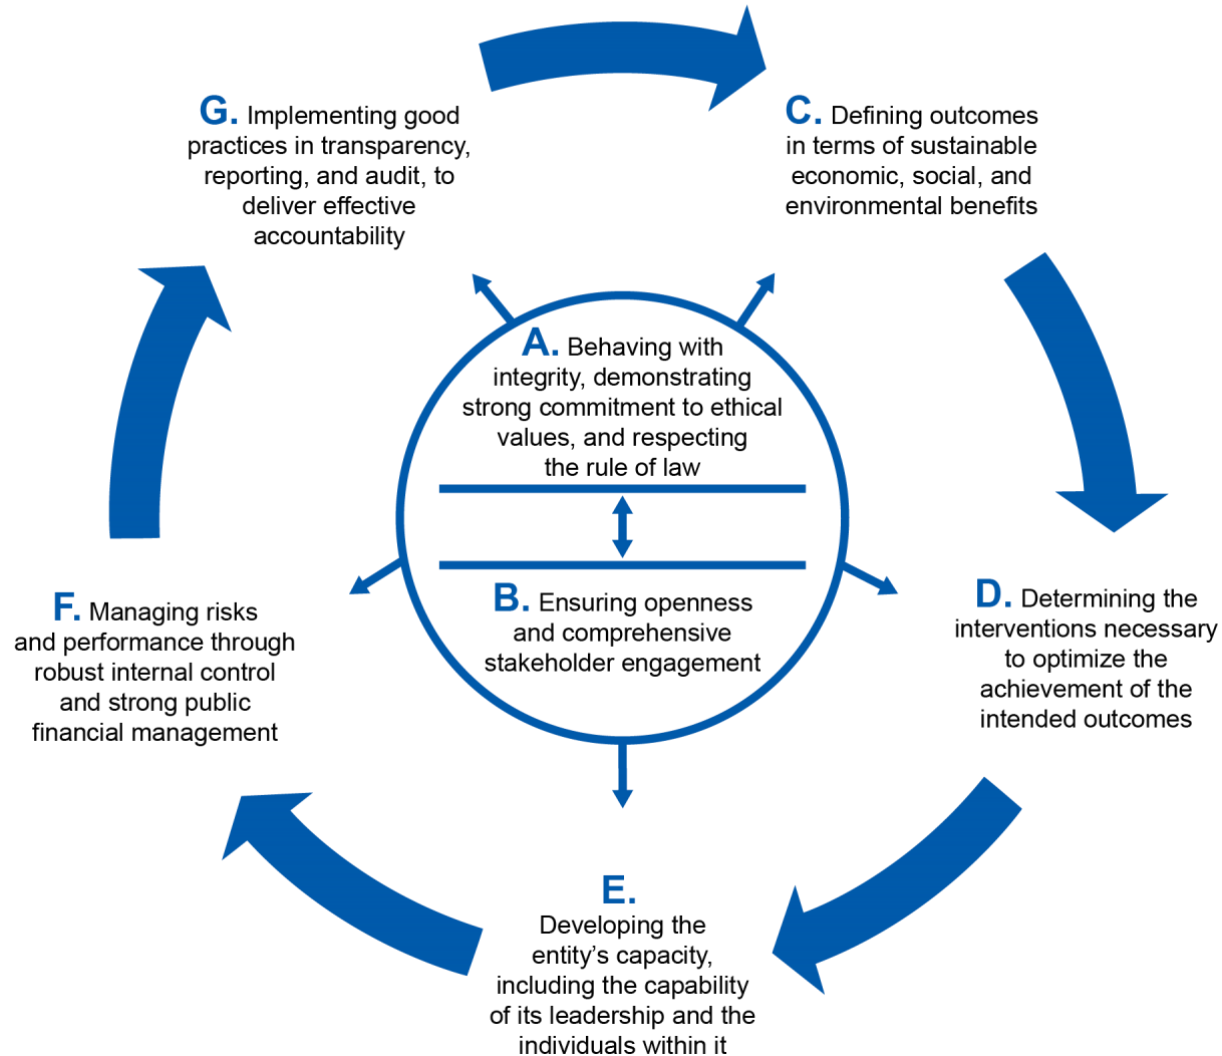 G. Implementing good
practices in transparency,
reporting, and audit, to
deliver effective
accountability
C. Defining outcomes
in terms of sustainable
economic, social, and
environmental benefits
A. Behaving with
integrity, demonstrating
strong commitment to ethical
values, and respecting
the rule of law
B. Ensuring openness
and comprehensive
stakeholder engagement
F. Managing risks
and performance through
robust internal control
and strong public
financial management
D. Determining the
interventions necessary
to optimize the
achievement of the
intended outcomes
E.
Developing the
entity’s capacity,
including the capability
of its leadership and the
individuals within it